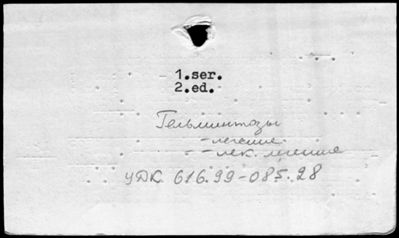 1.ser.
2.ed.
Гельминтозы
- лечение
- - лек. лечение
УДК 616.99-085.28